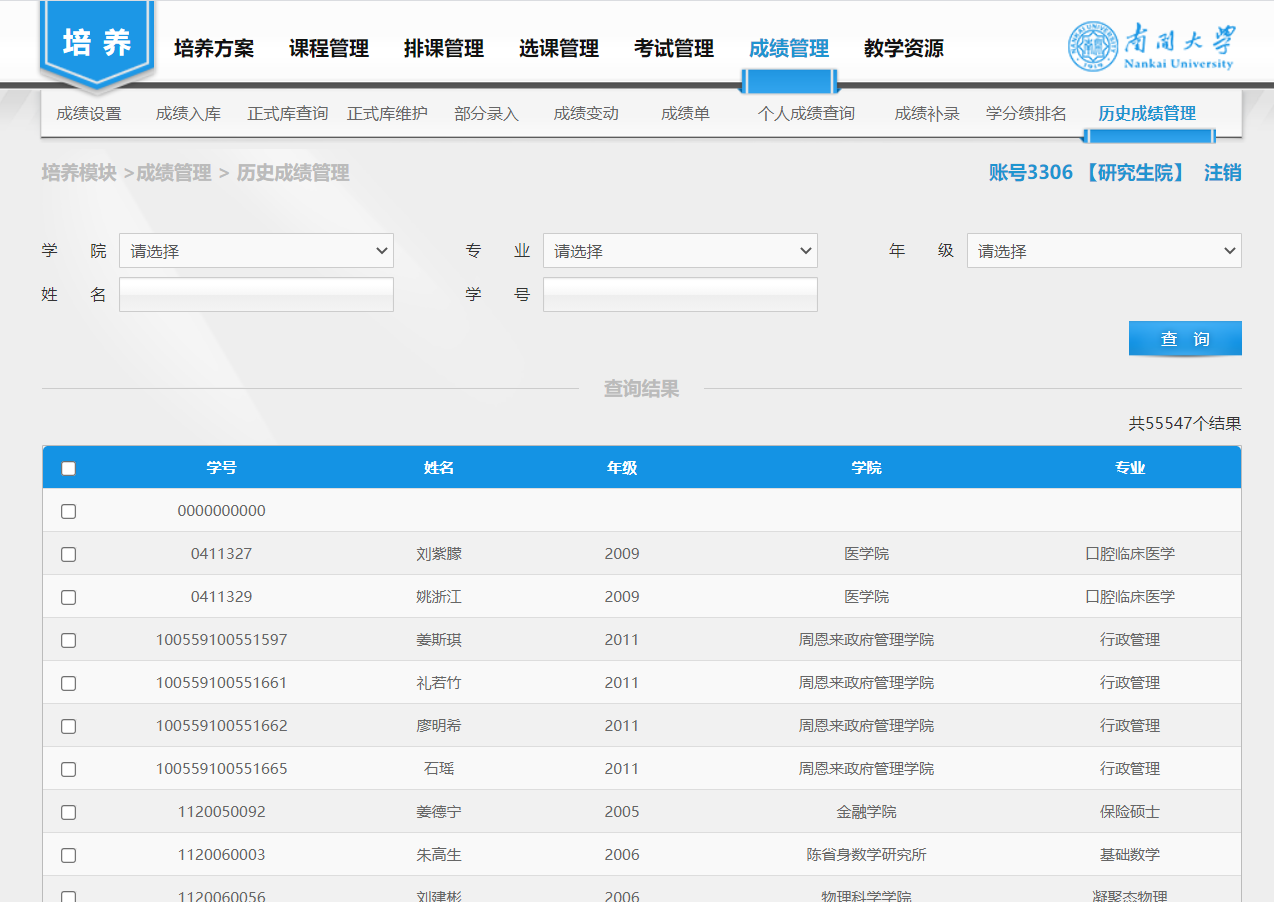 培养
培养方案 课程管理 排课管理 选课管理 考试管理 成绩管理 教学资源
南开大学
Nankai University
成绩设置 成绩入库 正式库查询 正式库维护 部分录入 成绩变动 成绩单 个人成绩查询 成绩补录 学分绩排名 历史成绩管理
培养模块 >成绩管理 > 历史成绩管理
账号3306 【研究生院】 注销
学 院 请选择 专 业 请选择 年 级 请选择
姓 名 学 号
查 询
查询结果
共55547个结果
学号 姓名 年级 学院 专业
0000000000
0411327 刘紫朦 2009 医学院 口腔临床医学
0411329 姚浙江 2009 医学院 口腔临床医学
100559100551597 姜斯琪 2011 周恩来政府管理学院 行政管理
100559100551661 礼若竹 2011 周恩来政府管理学院 行政管理
100559100551662 廖明希 2011 周恩来政府管理学院 行政管理
100559100551665 石瑶 2011 周恩来政府管理学院 行政管理
1120050092 姜德宁 2005 金融学院 保险硕士
1120060003 朱高生 2006 陈省身数学研究所 基础数学
1120060056 刘建彬 2006 物理科学学院 凝聚态物理